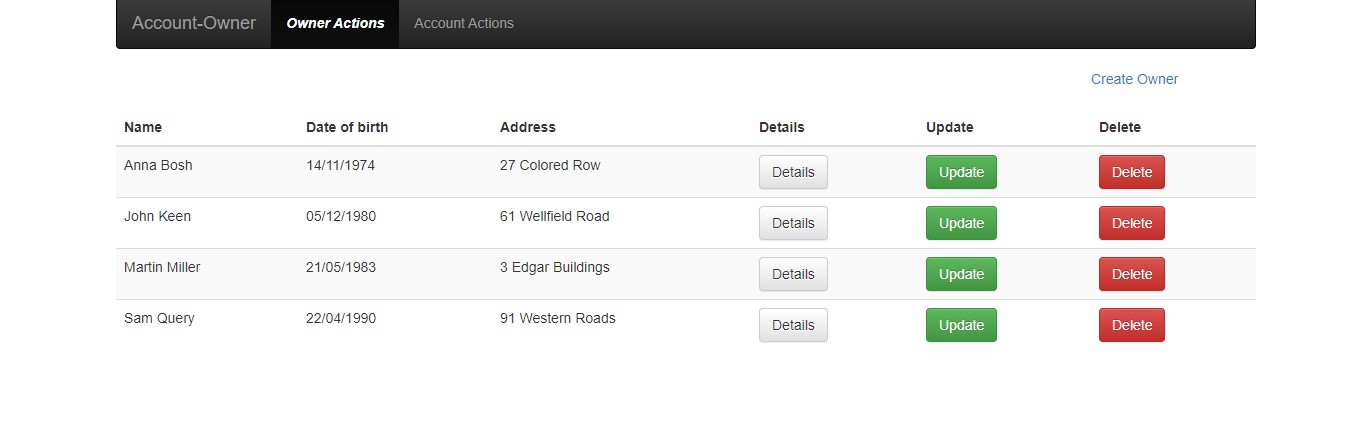 Account-Owner Owner Actions Account Actions
Create Owner
Name Date of birth Address Details Update Delete
Anna Bosh 14/11/1974 27 Colored Row Details Update Delete
John Keen 05/12/1980 61 Wellfield Road Details Update Delete
Martin Miller 21/05/1983 3 Edgar Buildings Details Update Delete
Sam Query 22/04/1990 91 Western Roads Details Update Delete